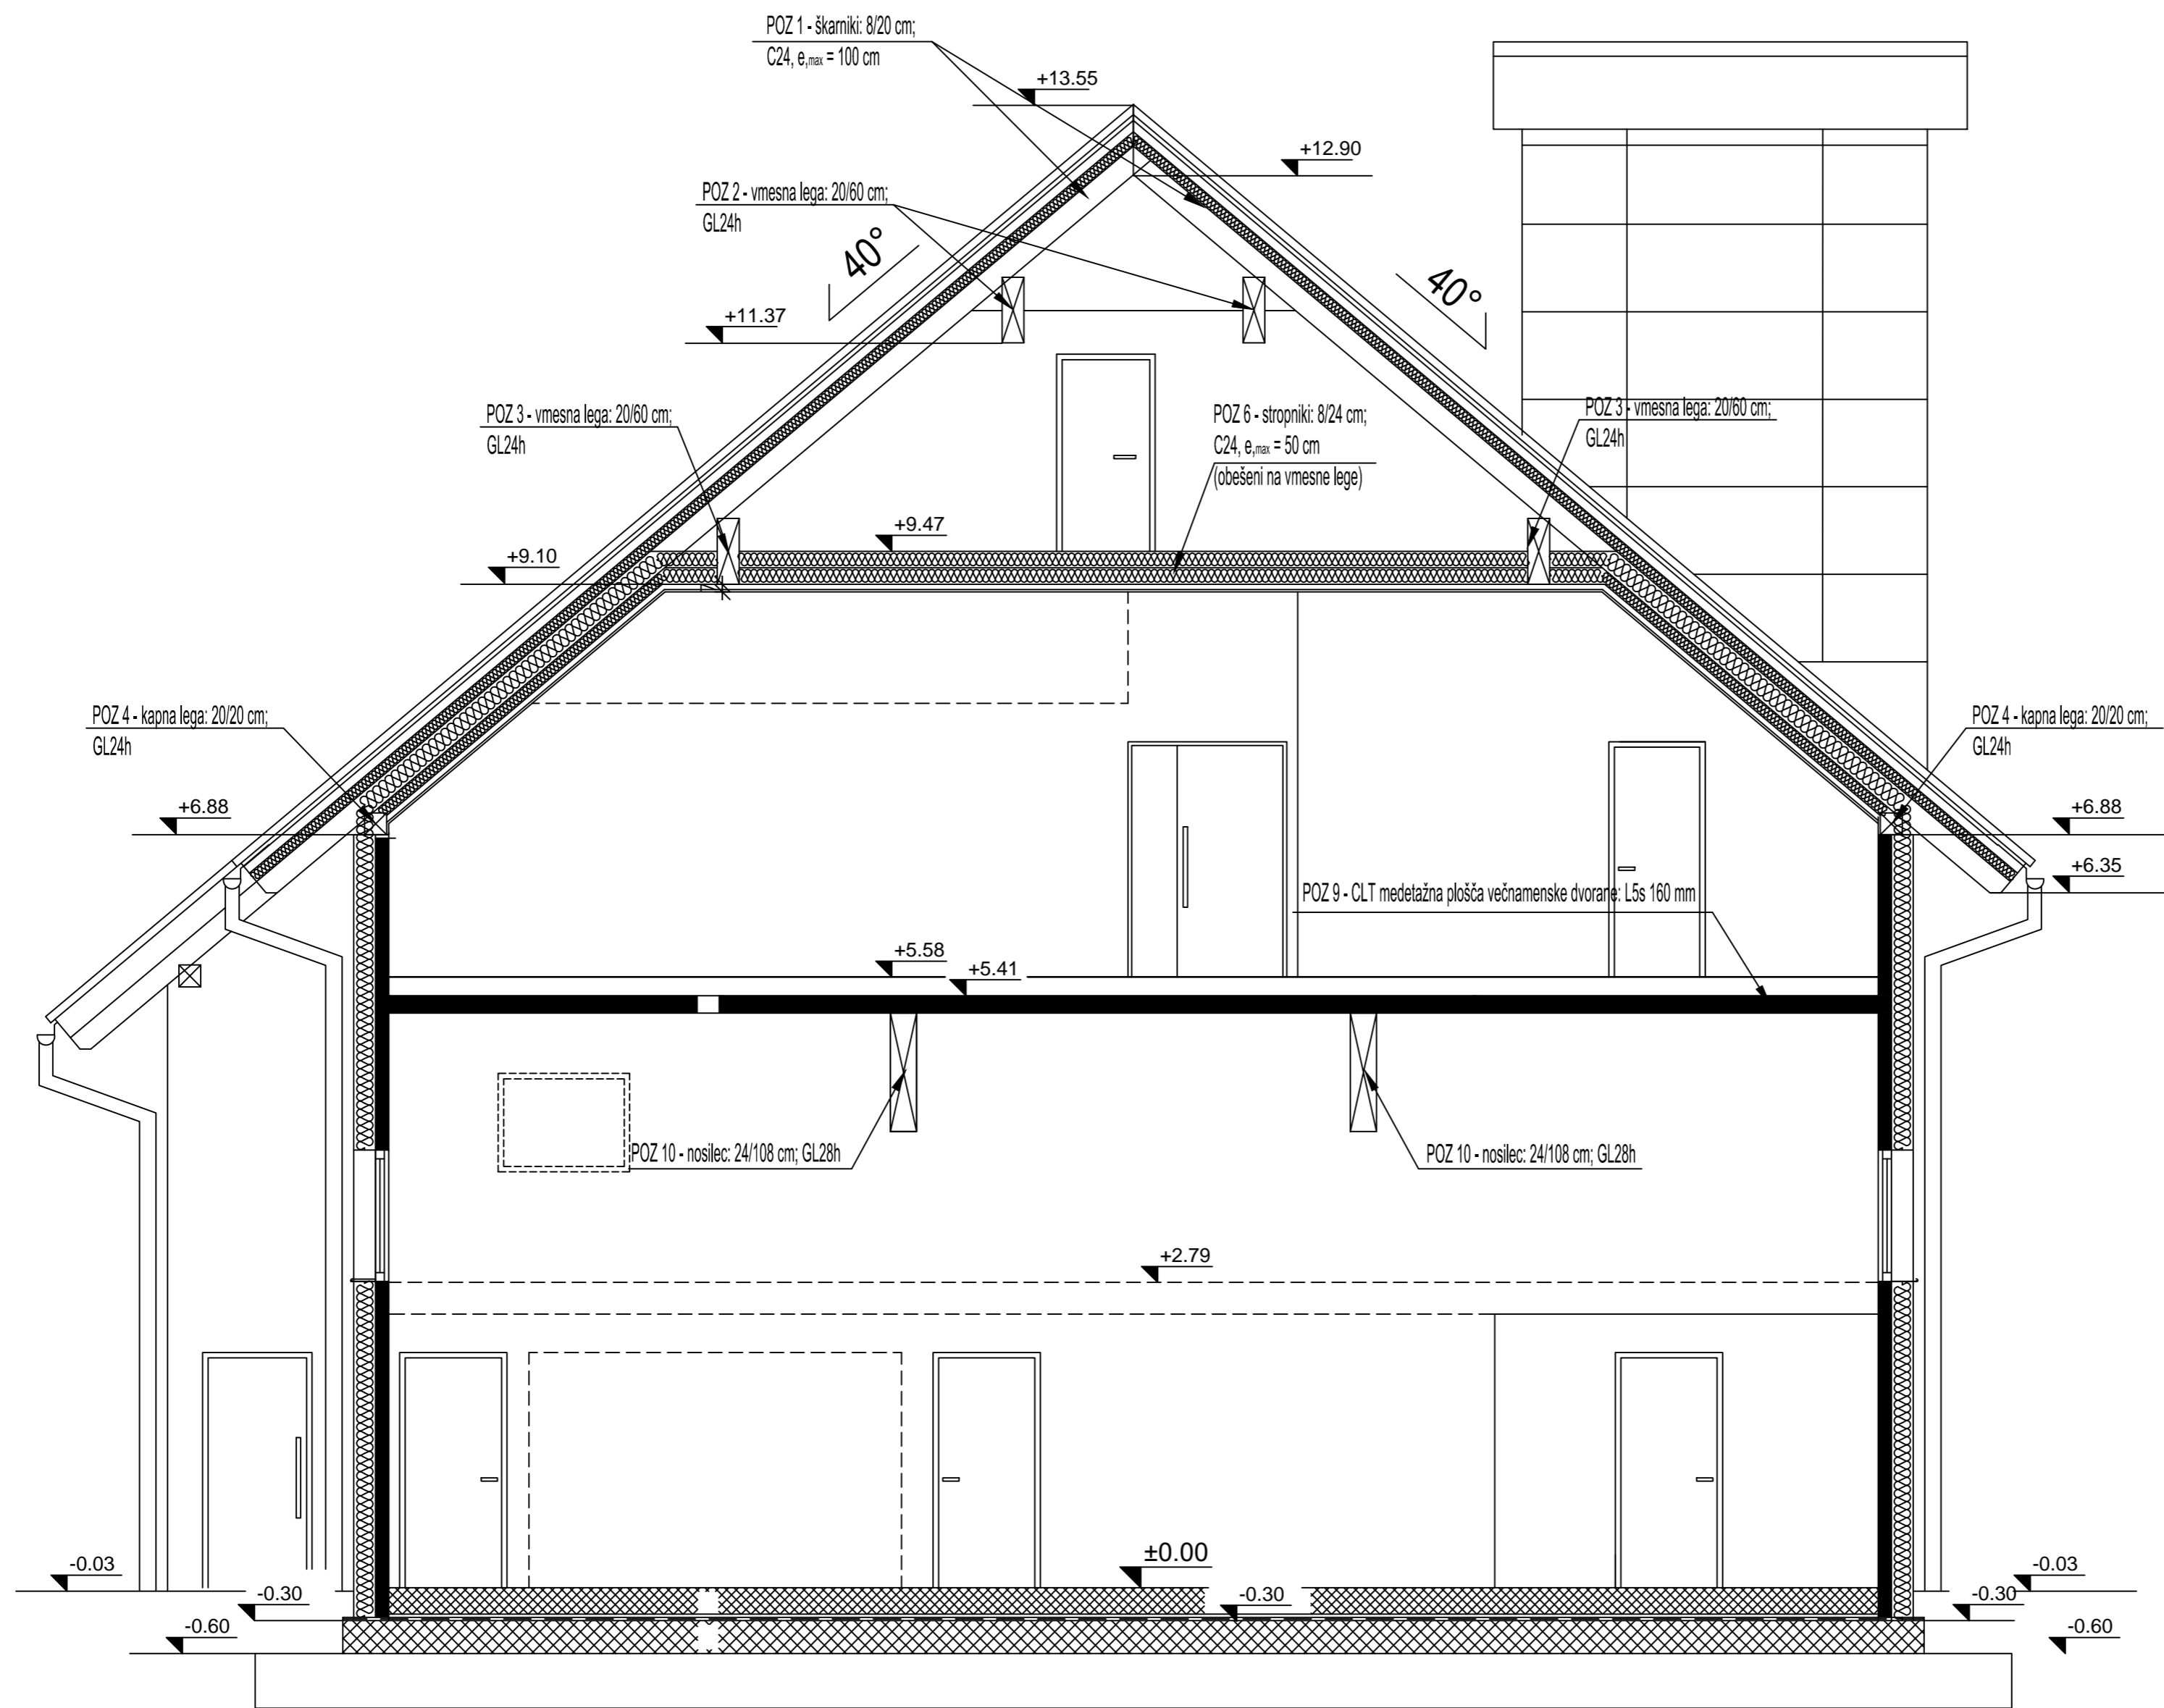 POZ 1 - škarniki: 8/20 cm;
C24, e,max = 100 cm
+13.55
+12.90
POZ 2 - vmesna lega: 20/60 cm;
GL24h
40°
40°
+11.37
POZ 3 - vmesna lega: 20/60 cm;
GL24h
POZ 6 - stropniki: 8/24 cm;
C24, e,max = 50 cm
(obešeni na vmesne lege)
POZ 3 - vmesna lega: 20/60 cm;
GL24h
+9.47
+9.10
POZ 4 - kapna lega: 20/20 cm;
GL24h
POZ 4 - kapna lega: 20/20 cm;
GL24h
+6.88
+6.88
+6.35
POZ 9 - CLT medetažna plošča večnamenske dvorane: L5s 160 mm
+5.58
+5.41
POZ 10 - nosilec: 24/108 cm; GL28h
POZ 10 - nosilec: 24/108 cm; GL28h
+2.79
±0.00
-0.03
-0.03
-0.30
-0.30
-0.30
-0.60
-0.60